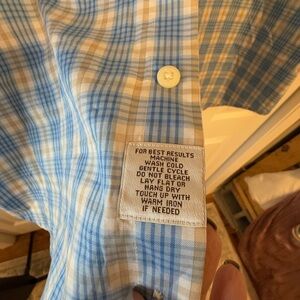 FOR BEST RESULTS
MACHINE
WASH COLD
GENTLE CYCLE
DO NOT BLEACH
LAY FLAT OR
HANG DRY
TOUCH UP WITH
WARM IRON
IF NEEDED